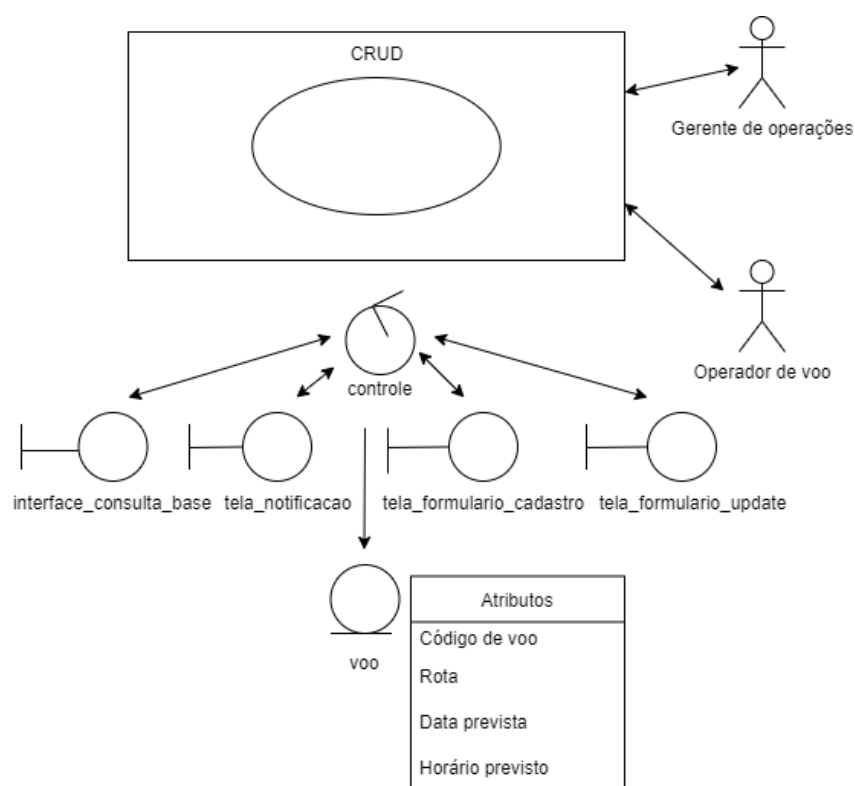 CRUD
Gerente de operações
Operador de voo
controle
interface_consulta_base
tela_notificacao
tela_formulario_cadastro
tela_formulario_update
voo
Atributos
Código de voo
Rota
Data prevista
Horário previsto